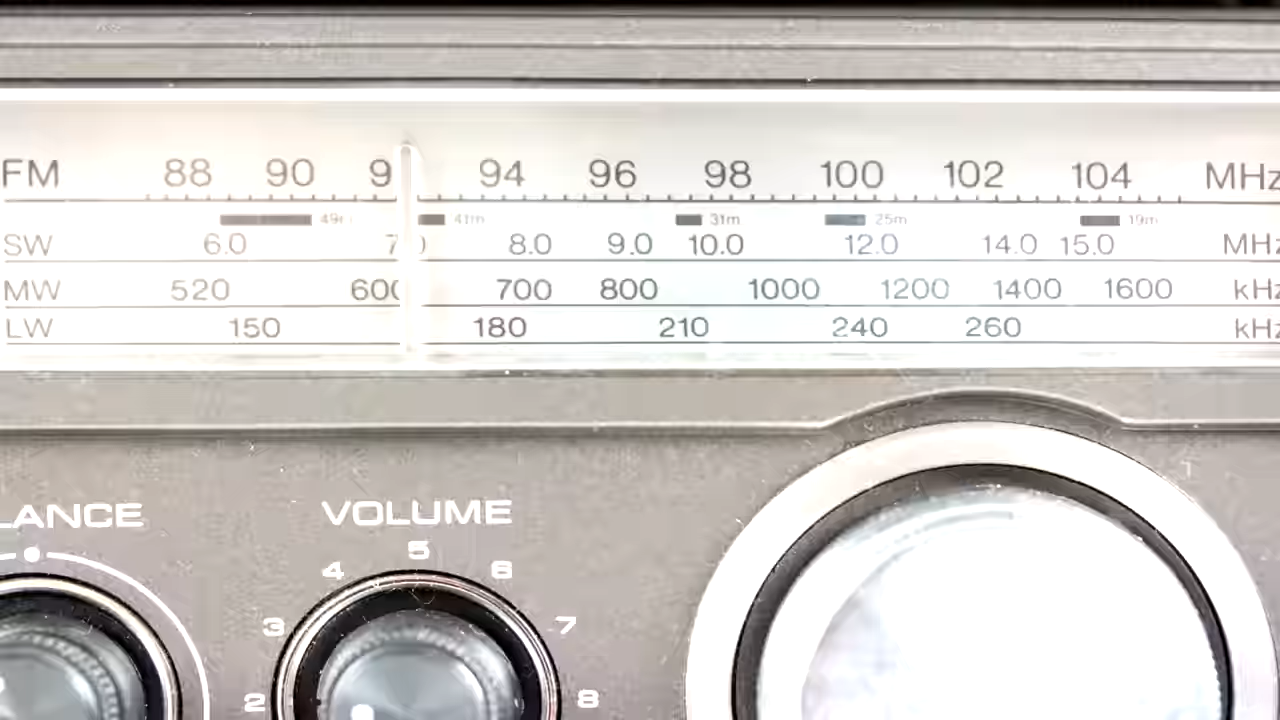 FM 88 90 9 94 96 98 100 102 104 MHz
49m 41m 31m 25m 19m
SW 6.0 7.0 8.0 9.0 10.0 12.0 14.0 15.0 MHz
MW 520 600 700 800 1000 1200 1400 1600 kHz
LW 150 180 210 240 260 kHz
LANCE VOLUME
5
4 6
3 7
2 8